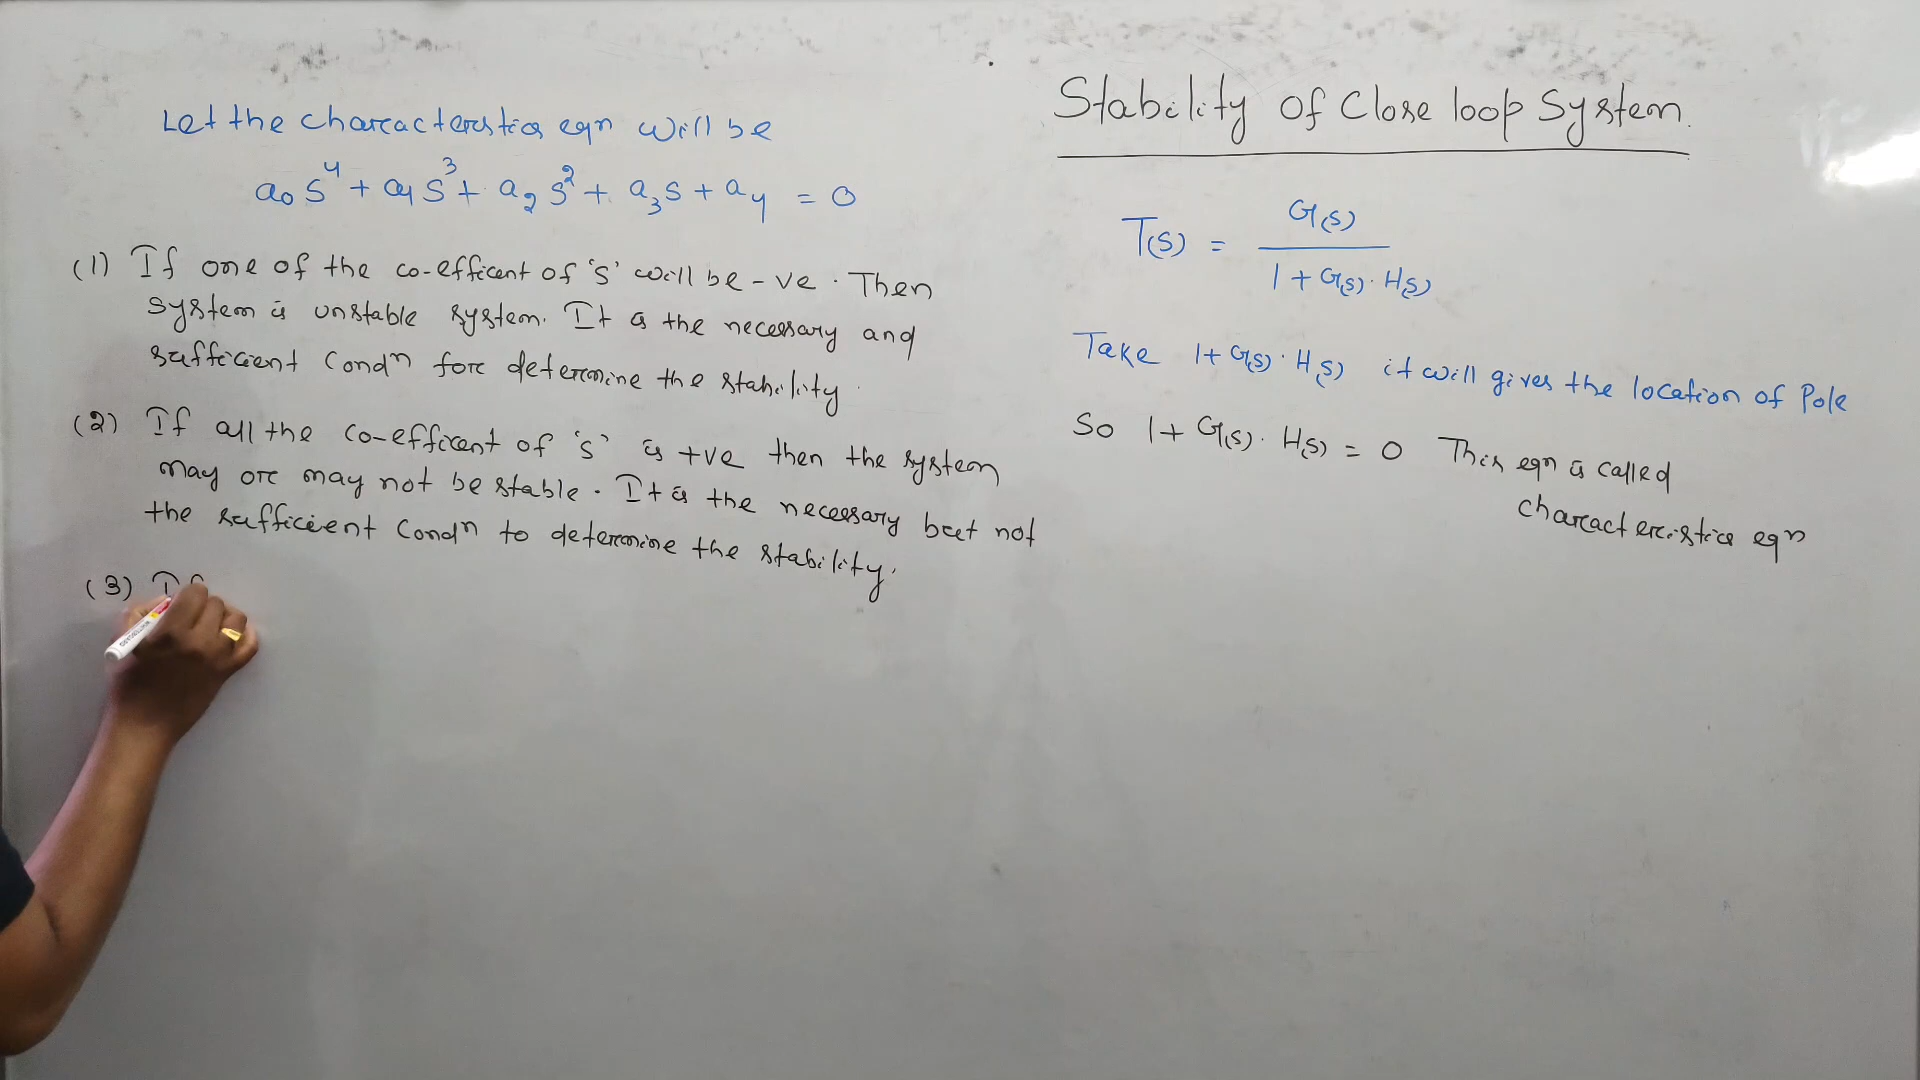 Stability of Close loop System.
T(s) = G(s) / 1 + G(s) · H(s)
Take 1 + G(s) · H(s) it will gives the location of Pole
So 1 + G(s) · H(s) = 0 This eqn is called
characteristics eqn
Let the characteristics eqn will be
a0 s^4 + a1 s^3 + a2 s^2 + a3 s + a4 = 0
(1) If one of the co-efficent of 's' will be -ve. Then
system is unstable system. It is the necessary and
sufficient Condn for determine the stability.
(2) If all the co-efficent of 's' is +ve then the system
may or may not be stable. It is the necessary but not
the sufficient Condn to determine the stability.
(3) If